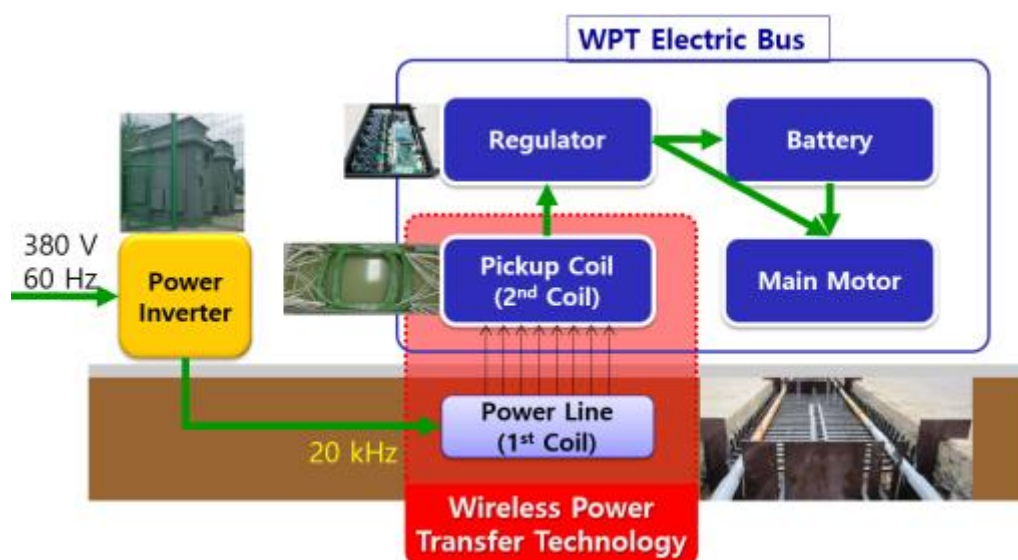 WPT Electric Bus
Regulator
Battery
380 V
60 Hz
Power
Inverter
Pickup Coil
(2nd Coil)
Main Motor
Power Line
(1st Coil)
20 kHz
Wireless Power
Transfer Technology